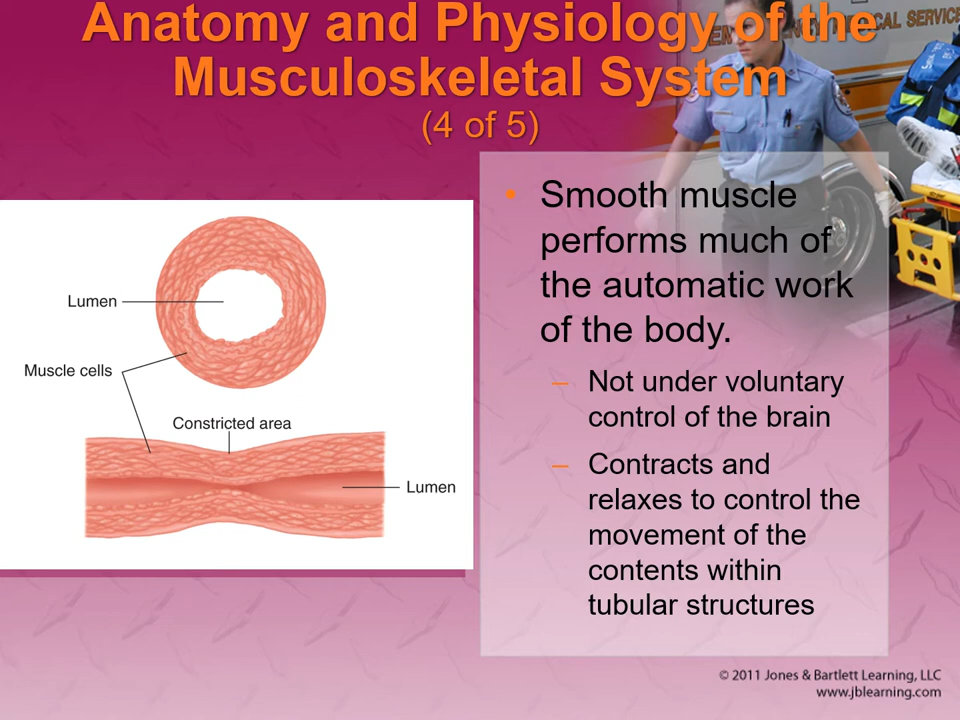 Anatomy and Physiology of the
Musculoskeletal System
(4 of 5)
CAL SERVICE
• Smooth muscle
performs much of
the automatic work
of the body.
– Not under voluntary
control of the brain
– Contracts and
relaxes to control the
movement of the
contents within
tubular structures
Lumen
Muscle cells
Constricted area
Lumen
© 2011 Jones & Bartlett Learning, LLC
www.jblearning.com